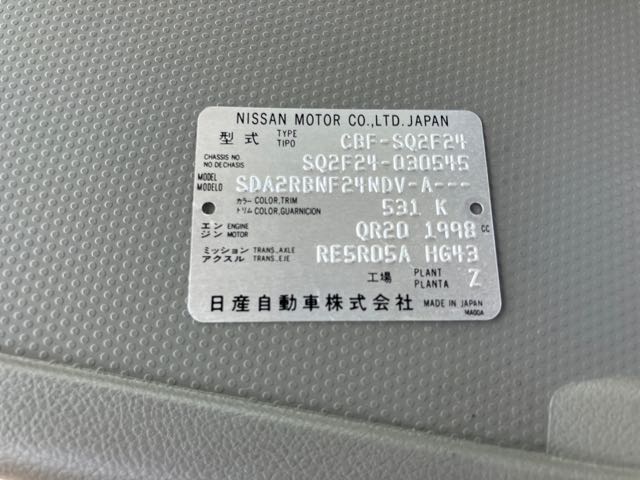 NISSAN MOTOR CO.,LTD. JAPAN
型式 TYPE TIPO CBF-SQ2F24
CHASSIS NO. NO.DE CHASIS SQ2F24-030545
MODEL MODELO SDA2RBNF24NDV-A---
カラー COLOR,TRIM トリム COLOR,GUARNICION 531 K
エンジン ENGINE MOTOR QR20 1998 cc
ミッション TRANS.,AXLE アクスル TRANS.,EJE RE5R05A HG43
工場 PLANT PLANTA Z
日産自動車株式会社 MADE IN JAPAN
MA00A